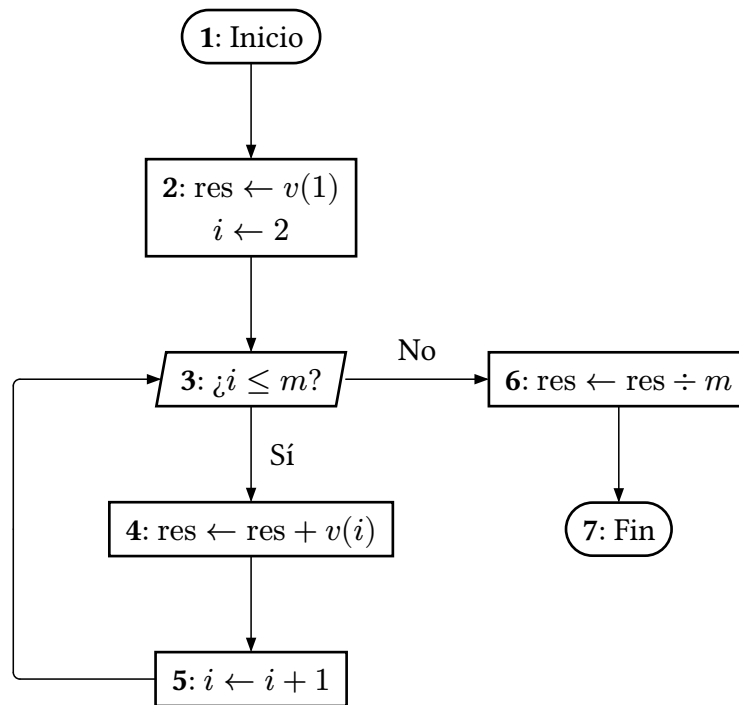 1: Inicio
2: res ← v(1)
i ← 2
3: ¿i ≤ m?
No
6: res ← res ÷ m
Sí
4: res ← res + v(i)
7: Fin
5: i ← i + 1